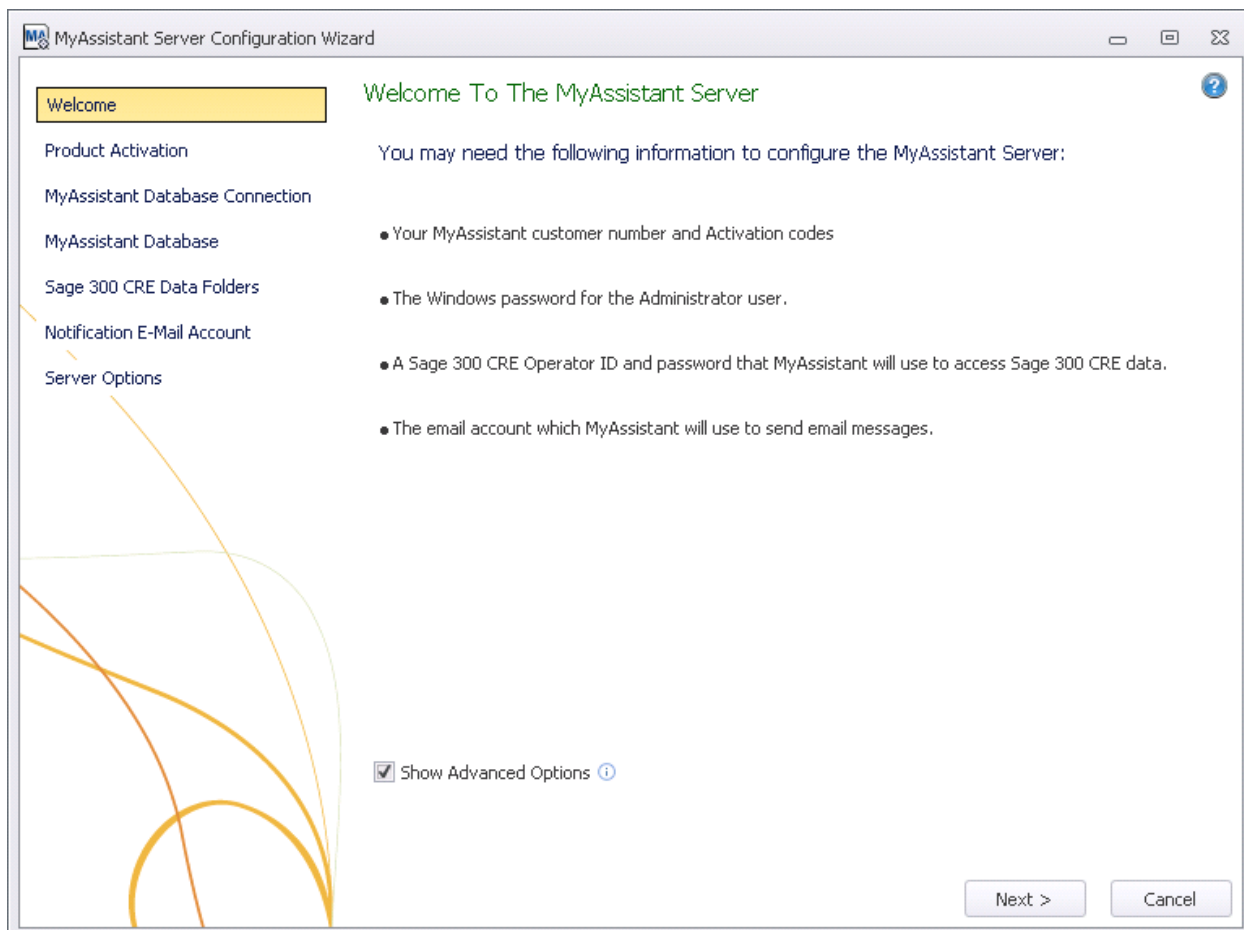 MyAssistant Server Configuration Wizard
Welcome
Product Activation
MyAssistant Database Connection
MyAssistant Database
Sage 300 CRE Data Folders
Notification E-Mail Account
Server Options
Welcome To The MyAssistant Server
You may need the following information to configure the MyAssistant Server:
• Your MyAssistant customer number and Activation codes
• The Windows password for the Administrator user.
• A Sage 300 CRE Operator ID and password that MyAssistant will use to access Sage 300 CRE data.
• The email account which MyAssistant will use to send email messages.
Show Advanced Options
Next >
Cancel